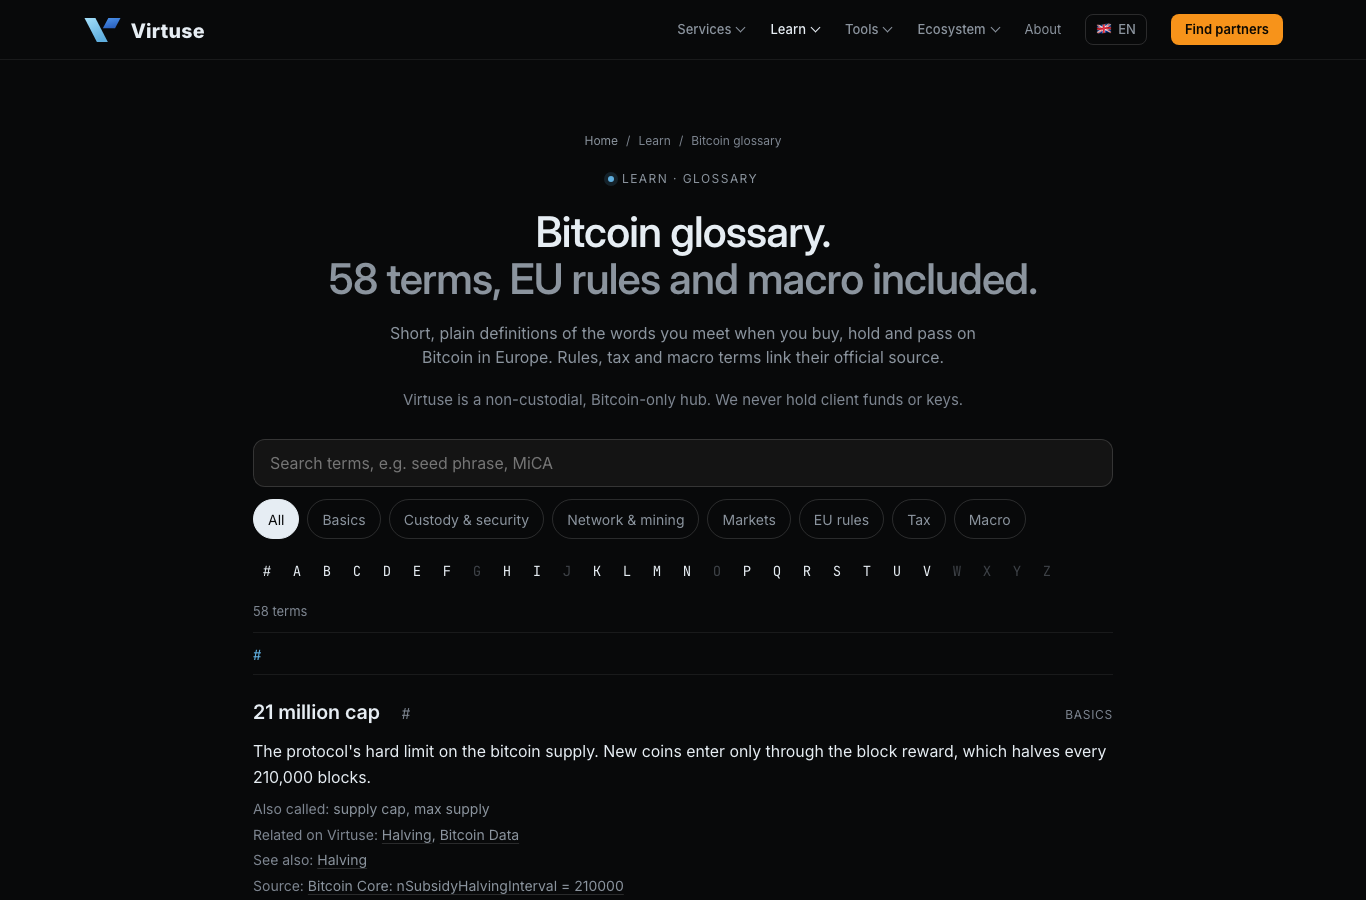 Virtuse
Services Learn Tools Ecosystem About EN Find partners
Home / Learn / Bitcoin glossary
LEARN · GLOSSARY
Bitcoin glossary.
58 terms, EU rules and macro included.
Short, plain definitions of the words you meet when you buy, hold and pass on
Bitcoin in Europe. Rules, tax and macro terms link their official source.
Virtuse is a non-custodial, Bitcoin-only hub. We never hold client funds or keys.
Search terms, e.g. seed phrase, MiCA
All Basics Custody & security Network & mining Markets EU rules Tax Macro
# A B C D E F G H I J K L M N O P Q R S T U V W X Y Z
58 terms
#
21 million cap #
BASICS
The protocol's hard limit on the bitcoin supply. New coins enter only through the block reward, which halves every
210,000 blocks.
Also called: supply cap, max supply
Related on Virtuse: Halving, Bitcoin Data
See also: Halving
Source: Bitcoin Core: nSubsidyHalvingInterval = 210000